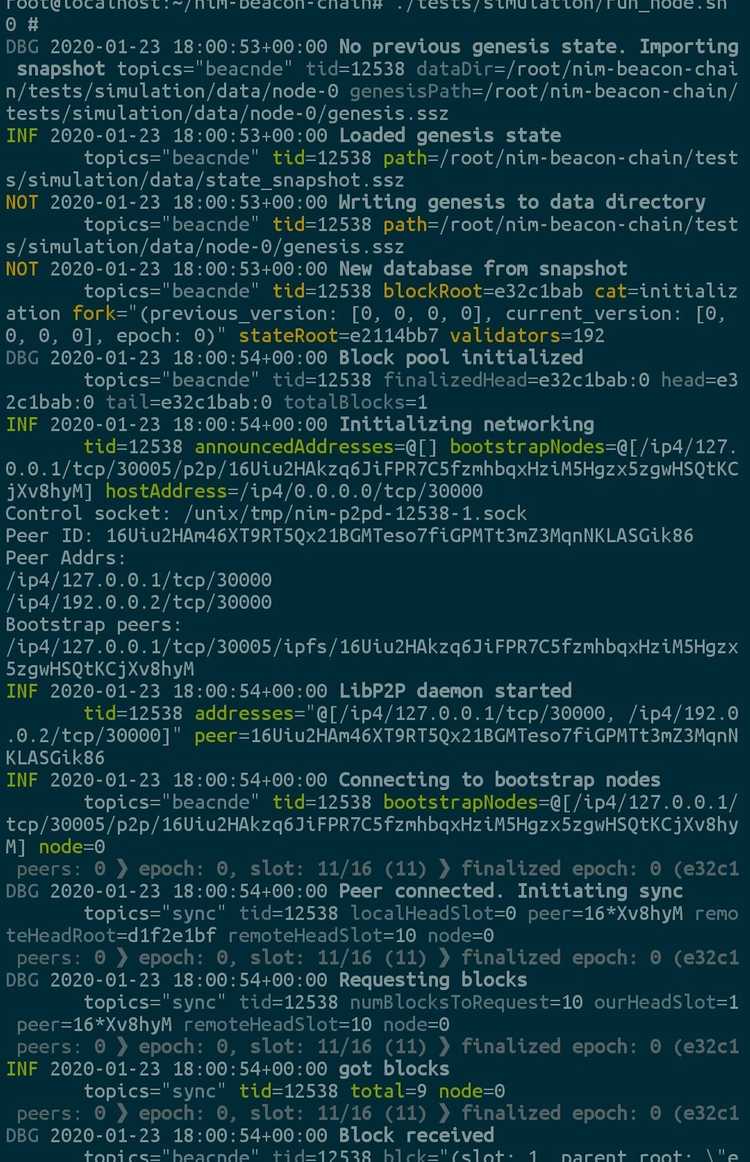 root@localhost:~/nim-beacon-chain# ./tests/simulation/run_node.sh
0 #
DBG 2020-01-23 18:00:53+00:00 No previous genesis state. Importing
 snapshot topics="beacnde" tid=12538 dataDir=/root/nim-beacon-chai
n/tests/simulation/data/node-0 genesisPath=/root/nim-beacon-chain/
tests/simulation/data/node-0/genesis.ssz
INF 2020-01-23 18:00:53+00:00 Loaded genesis state
topics="beacnde" tid=12538 path=/root/nim-beacon-chain/test
s/simulation/data/state_snapshot.ssz
NOT 2020-01-23 18:00:53+00:00 Writing genesis to data directory
topics="beacnde" tid=12538 path=/root/nim-beacon-chain/test
s/simulation/data/node-0/genesis.ssz
NOT 2020-01-23 18:00:53+00:00 New database from snapshot
topics="beacnde" tid=12538 blockRoot=e32c1bab cat=initializ
ation fork="(previous_version: [0, 0, 0, 0], current_version: [0,
0, 0, 0], epoch: 0)" stateRoot=e2114bb7 validators=192
DBG 2020-01-23 18:00:54+00:00 Block pool initialized
topics="beacnde" tid=12538 finalizedHead=e32c1bab:0 head=e3
2c1bab:0 tail=e32c1bab:0 totalBlocks=1
INF 2020-01-23 18:00:54+00:00 Initializing networking
tid=12538 announcedAddresses=@[] bootstrapNodes=@[/ip4/127.
0.0.1/tcp/30005/p2p/16Uiu2HAkzq6JiFPR7C5fzmhbqxHziM5Hgzx5zgwHSQtKC
jXv8hyM] hostAddress=/ip4/0.0.0.0/tcp/30000
Control socket: /unix/tmp/nim-p2pd-12538-1.sock
Peer ID: 16Uiu2HAm46XT9RT5Qx21BGMTeso7fiGPMTt3mZ3MqnNKLASGik86
Peer Addrs:
/ip4/127.0.0.1/tcp/30000
/ip4/192.0.0.2/tcp/30000
Bootstrap peers:
/ip4/127.0.0.1/tcp/30005/ipfs/16Uiu2HAkzq6JiFPR7C5fzmhbqxHziM5Hgzx
5zgwHSQtKCjXv8hyM
INF 2020-01-23 18:00:54+00:00 LibP2P daemon started
tid=12538 addresses="@[/ip4/127.0.0.1/tcp/30000, /ip4/192.0
.0.2/tcp/30000]" peer=16Uiu2HAm46XT9RT5Qx21BGMTeso7fiGPMTt3mZ3MqnN
KLASGik86
INF 2020-01-23 18:00:54+00:00 Connecting to bootstrap nodes
topics="beacnde" tid=12538 bootstrapNodes=@[/ip4/127.0.0.1/
tcp/30005/p2p/16Uiu2HAkzq6JiFPR7C5fzmhbqxHziM5Hgzx5zgwHSQtKCjXv8hy
M] node=0
peers: 0 ❯ epoch: 0, slot: 11/16 (11) ❯ finalized epoch: 0 (e32c1
DBG 2020-01-23 18:00:54+00:00 Peer connected. Initiating sync
topics="sync" tid=12538 localHeadSlot=0 peer=16*Xv8hyM remo
teHeadRoot=d1f2e1bf remoteHeadSlot=10 node=0
peers: 0 ❯ epoch: 0, slot: 11/16 (11) ❯ finalized epoch: 0 (e32c1
DBG 2020-01-23 18:00:54+00:00 Requesting blocks
topics="sync" tid=12538 numBlocksToRequest=10 ourHeadSlot=1
 peer=16*Xv8hyM remoteHeadSlot=10 node=0
peers: 0 ❯ epoch: 0, slot: 11/16 (11) ❯ finalized epoch: 0 (e32c1
INF 2020-01-23 18:00:54+00:00 got blocks
topics="sync" tid=12538 total=9 node=0
peers: 0 ❯ epoch: 0, slot: 11/16 (11) ❯ finalized epoch: 0 (e32c1
DBG 2020-01-23 18:00:54+00:00 Block received
topics="beacnde" tid=12538 blck="(slot: 1, parent_root: \"e